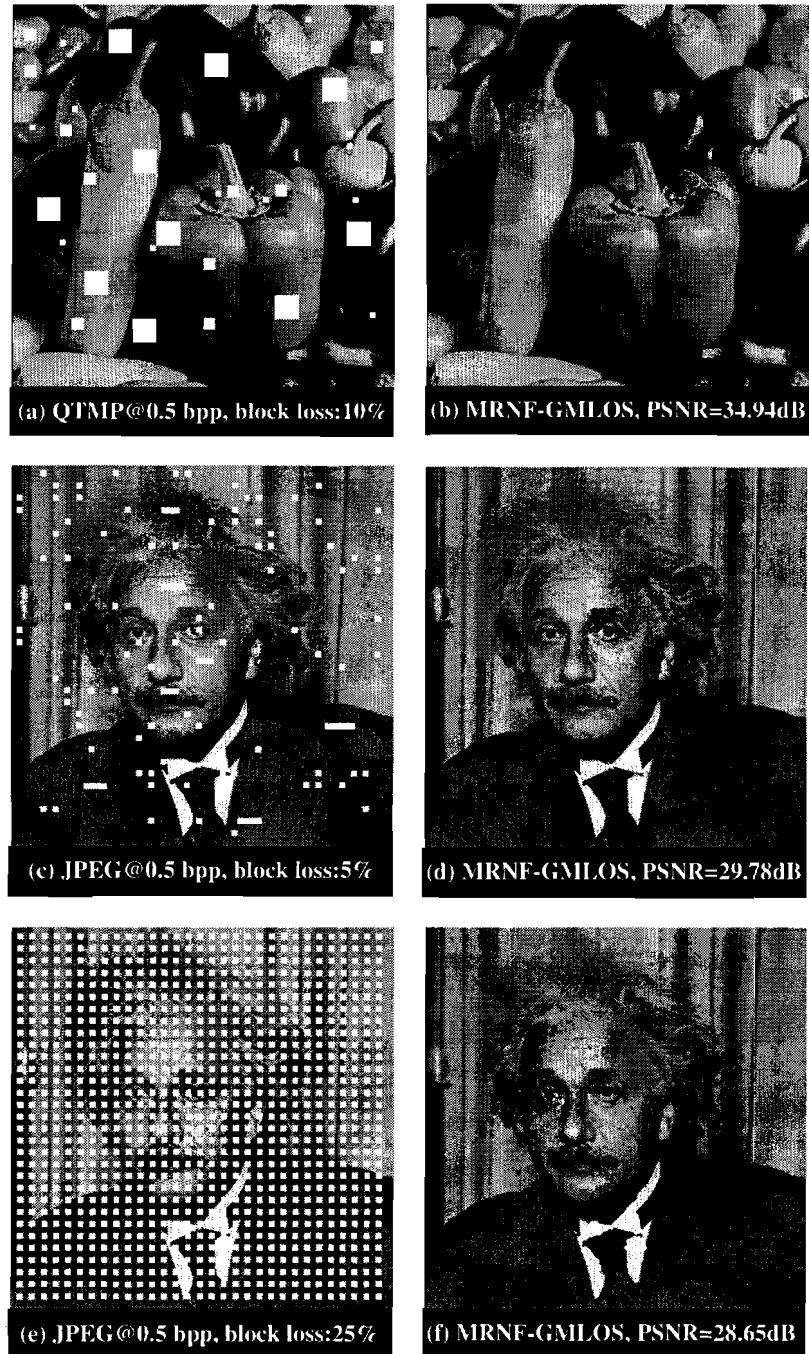 (a) QTMP@0.5 bpp, block loss:10%
(b) MRNF-GMLOS, PSNR=34.94dB
(c) JPEG@0.5 bpp, block loss:5%
(d) MRNF-GMLOS, PSNR=29.78dB
(e) JPEG@0.5 bpp, block loss:25%
(f) MRNF-GMLOS, PSNR=28.65dB